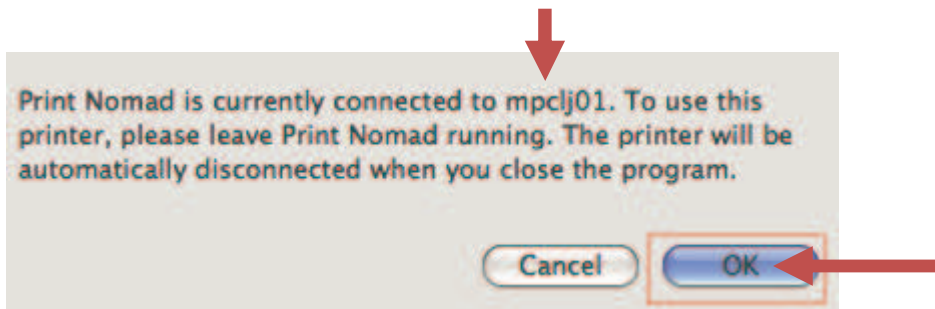 Print Nomad is currently connected to mpclj01. To use this
printer, please leave Print Nomad running. The printer will be
automatically disconnected when you close the program.
Cancel OK